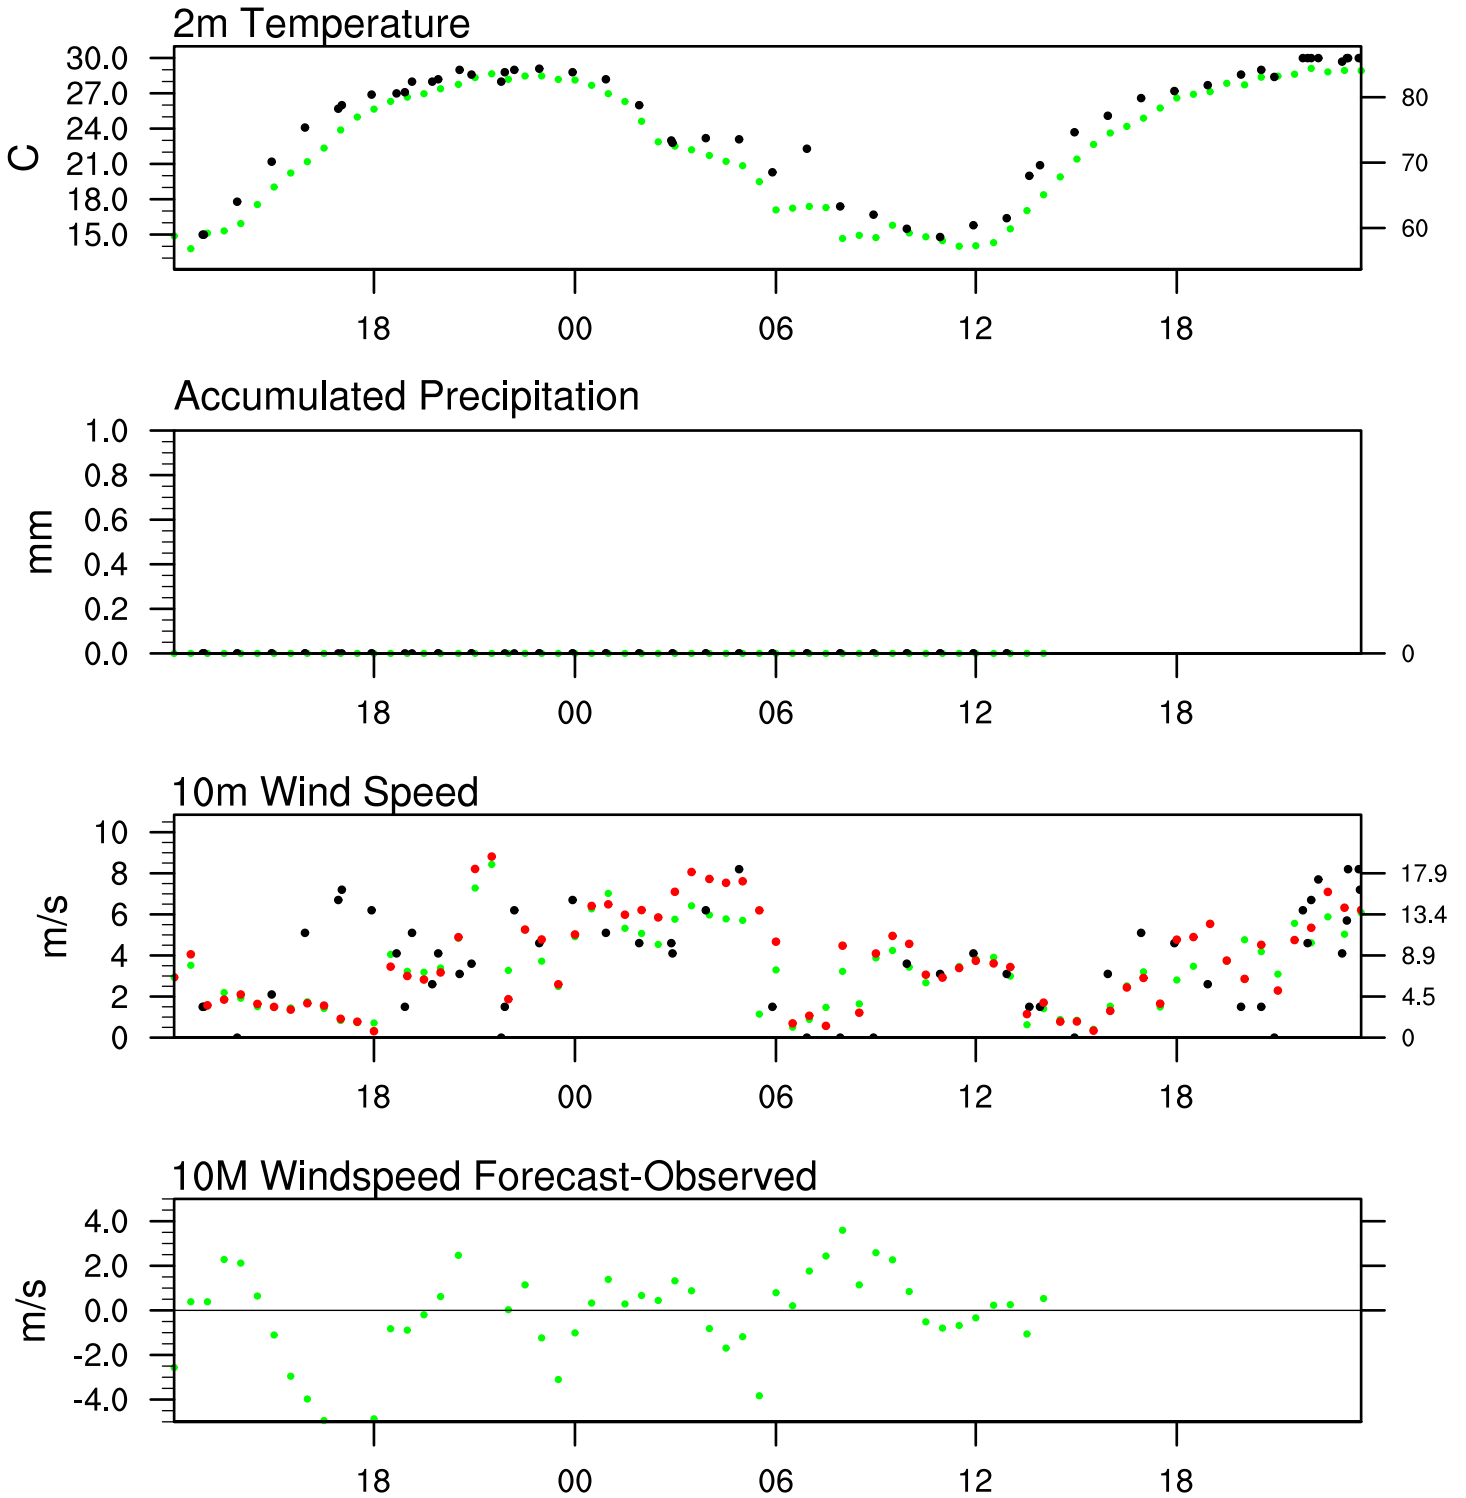 2m Temperature
30.0
27.0
24.0
21.0
18.0
15.0
C
80
70
60
18 00 06 12 18
Accumulated Precipitation
1.0
0.8
0.6
0.4
0.2
0.0
mm
0
18 00 06 12 18
10m Wind Speed
10
8
6
4
2
0
m/s
17.9
13.4
8.9
4.5
0
18 00 06 12 18
10M Windspeed Forecast-Observed
4.0
2.0
0.0
-2.0
-4.0
m/s
18 00 06 12 18